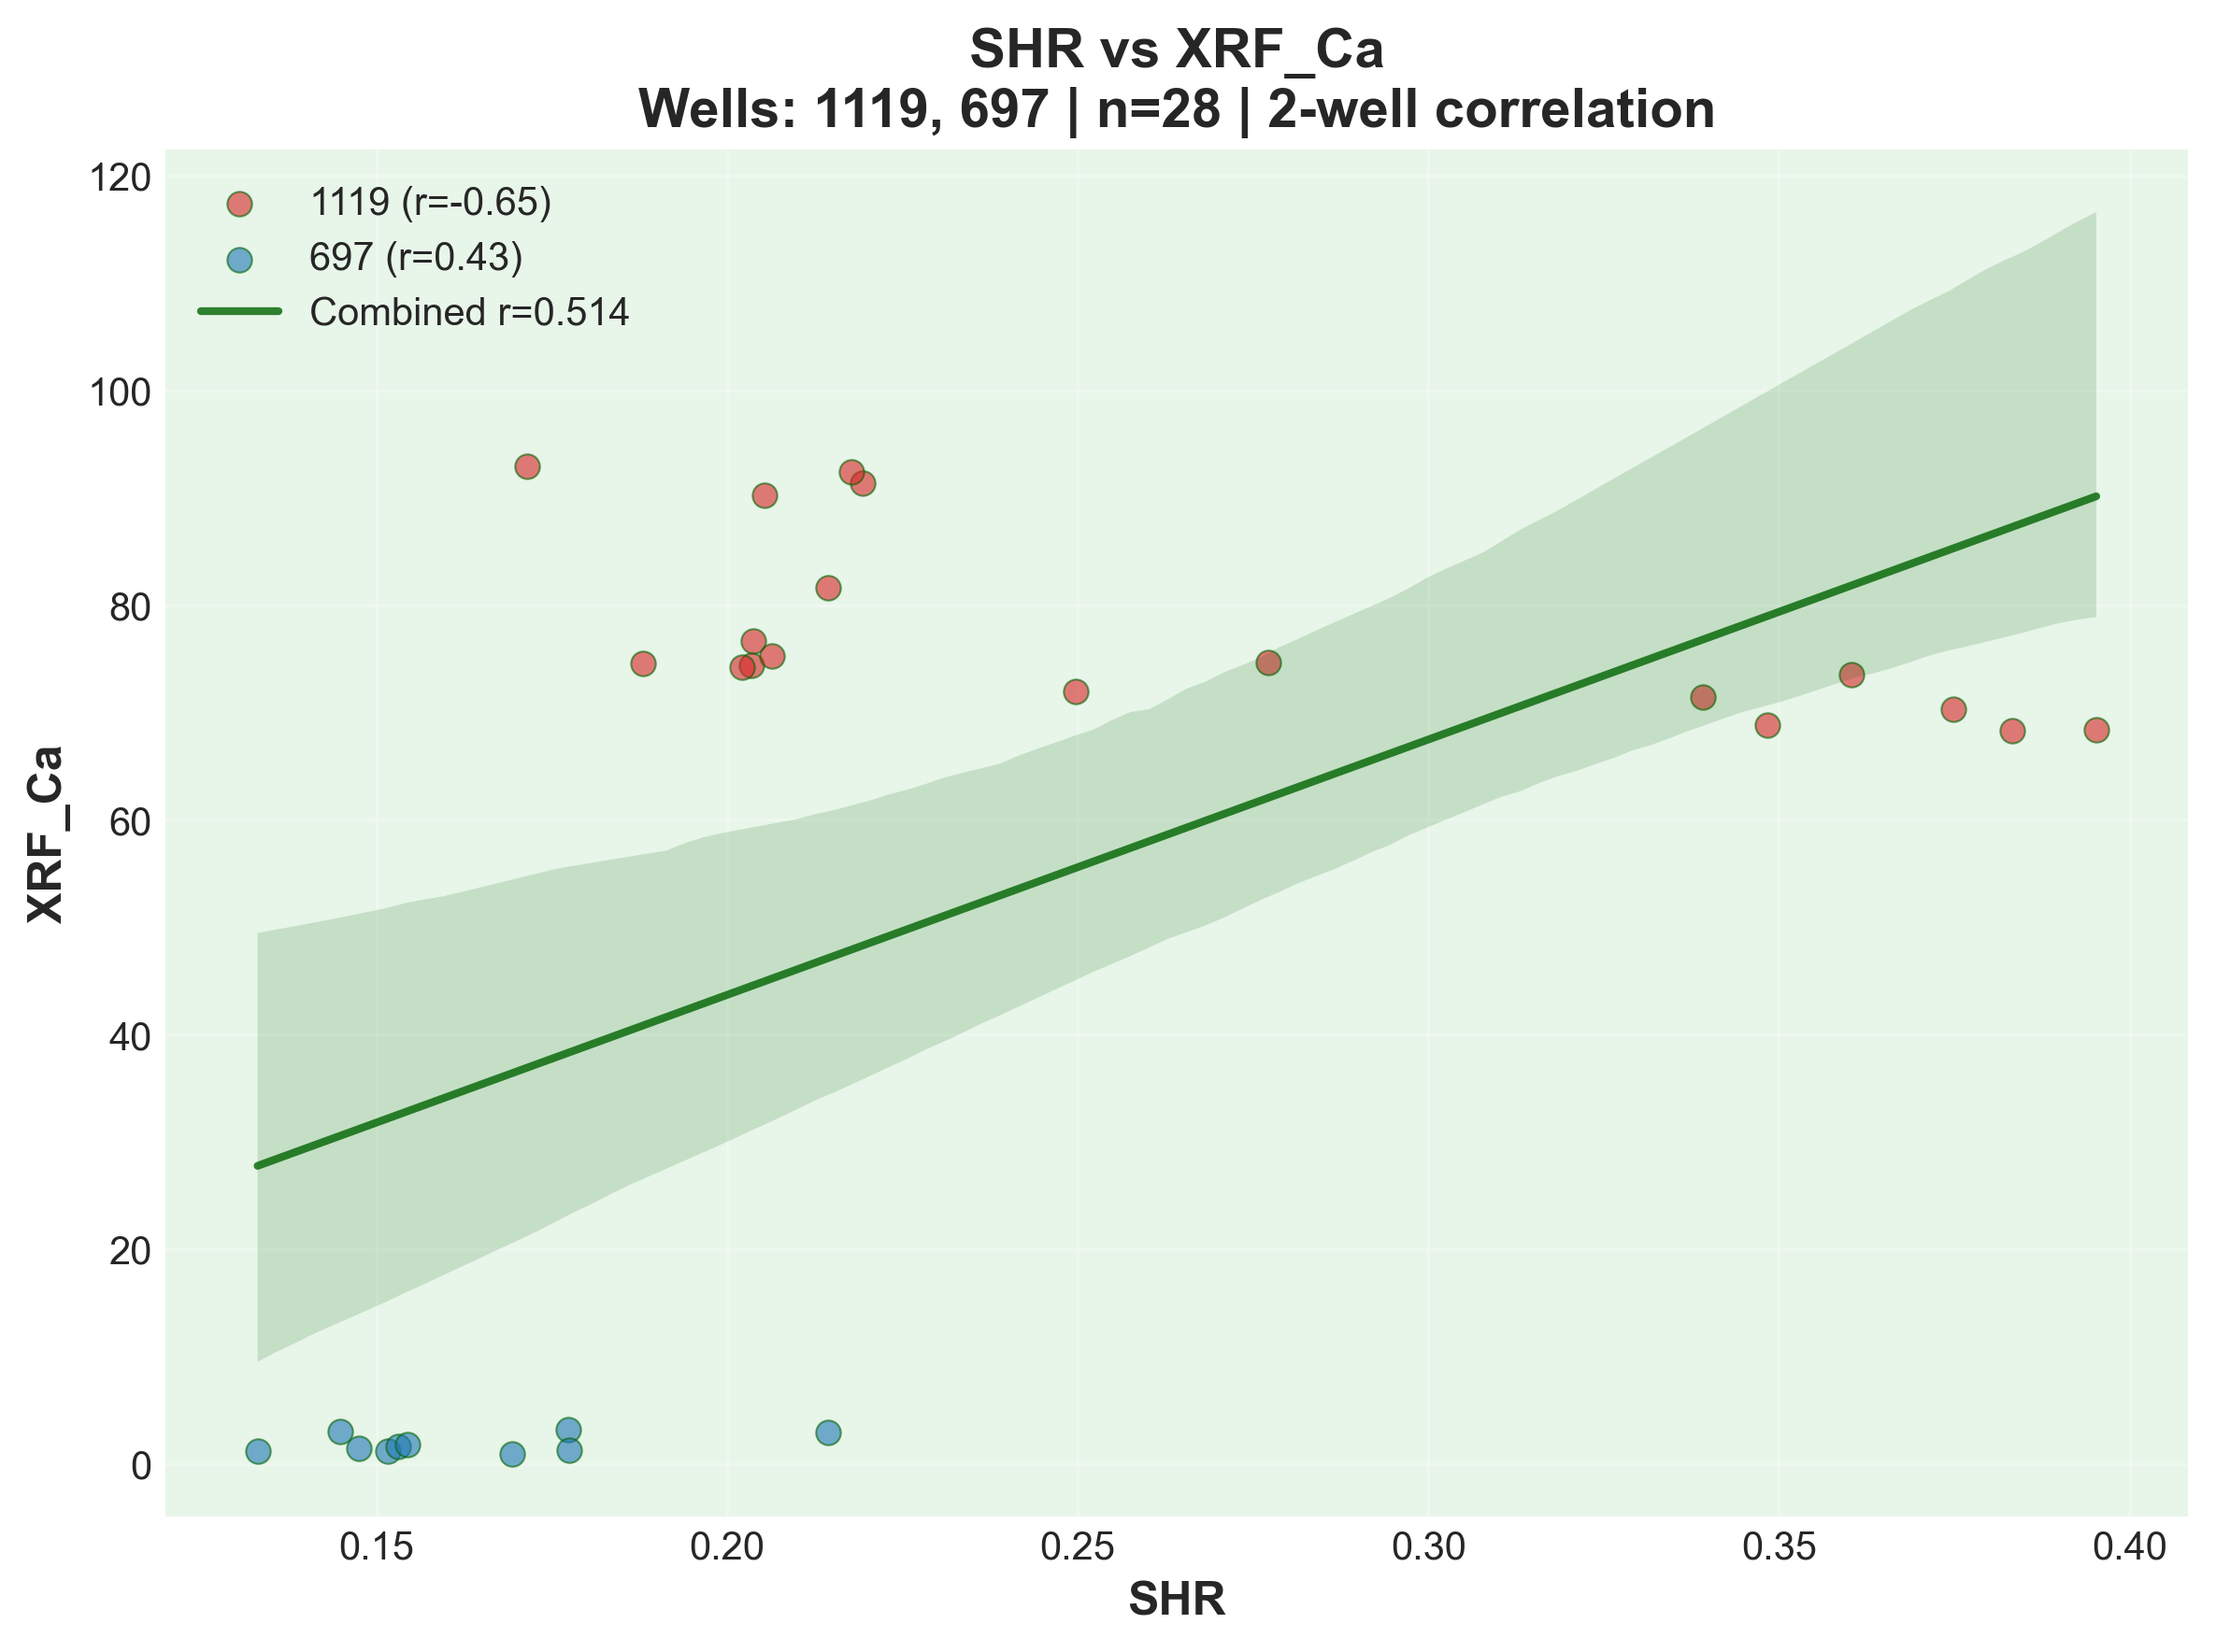 SHR vs XRF_Ca
Wells: 1119, 697 | n=28 | 2-well correlation
1119 (r=-0.65)
697 (r=0.43)
Combined r=0.514
120
100
80
60
40
20
0
XRF_Ca
0.15
0.20
0.25
0.30
0.35
0.40
SHR